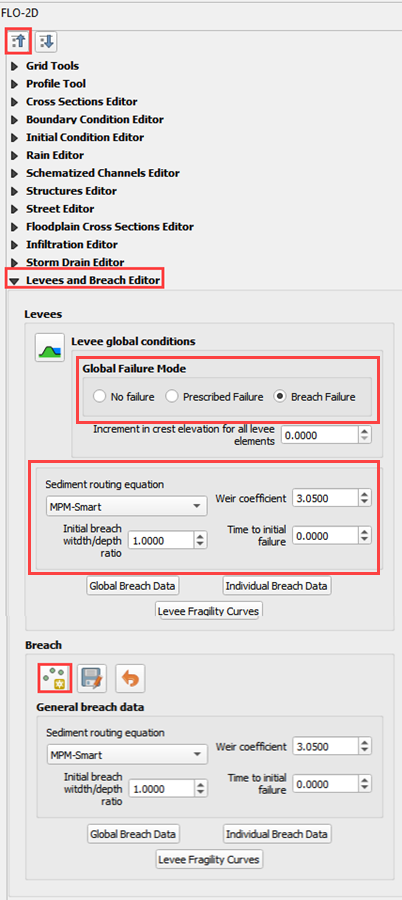 FLO-2D
Grid Tools
Profile Tool
Cross Sections Editor
Boundary Condition Editor
Initial Condition Editor
Rain Editor
Schematized Channels Editor
Structures Editor
Street Editor
Floodplain Cross Sections Editor
Infiltration Editor
Storm Drain Editor
Levees and Breach Editor
Levees
Levee global conditions
Global Failure Mode
No failure Prescribed Failure Breach Failure
Increment in crest elevation for all levee
elements
0.0000
Sediment routing equation
MPM-Smart
Weir coefficient 3.0500
Initial breach
witdth/depth
ratio
1.0000
Time to initial
failure
0.0000
Global Breach Data Individual Breach Data
Levee Fragility Curves
Breach
General breach data
Sediment routing equation
MPM-Smart
Weir coefficient 3.0500
Initial breach
witdth/depth
ratio
1.0000
Time to initial
failure
0.0000
Global Breach Data Individual Breach Data
Levee Fragility Curves